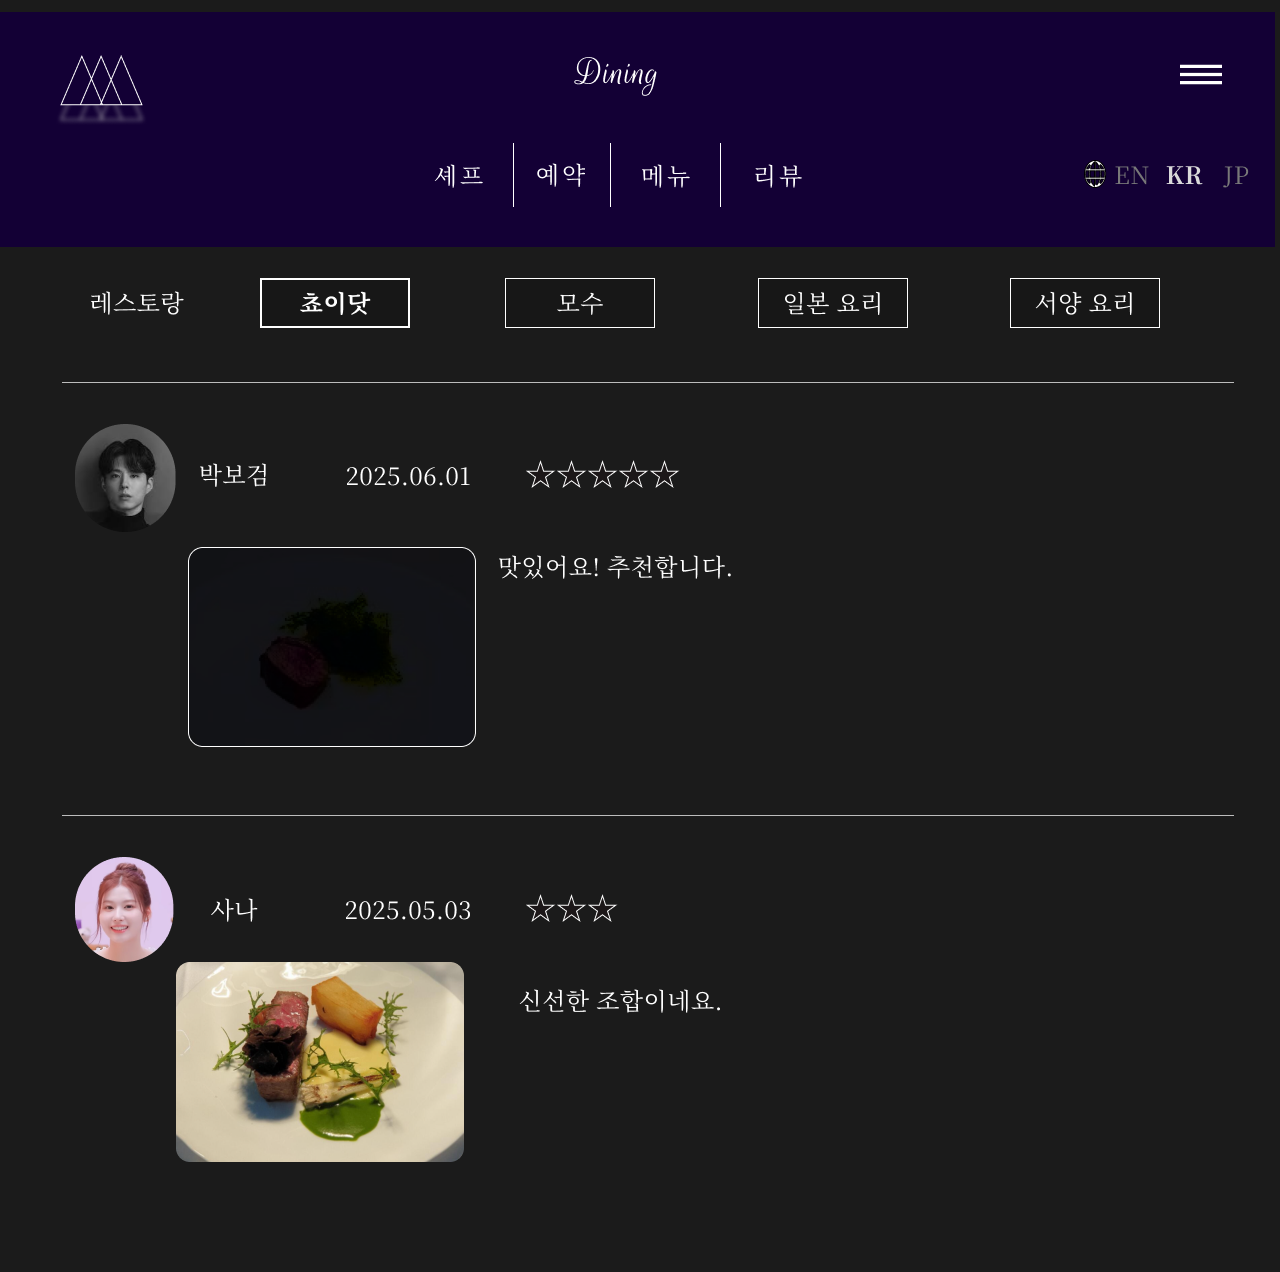 Dining
셰프 예약 메뉴 리뷰 EN KR JP
레스토랑 쵸이닷 모수 일본 요리 서양 요리
박보검 2025.06.01 ☆☆☆☆☆
맛있어요! 추천합니다.
사나 2025.05.03 ☆☆☆
신선한 조합이네요.